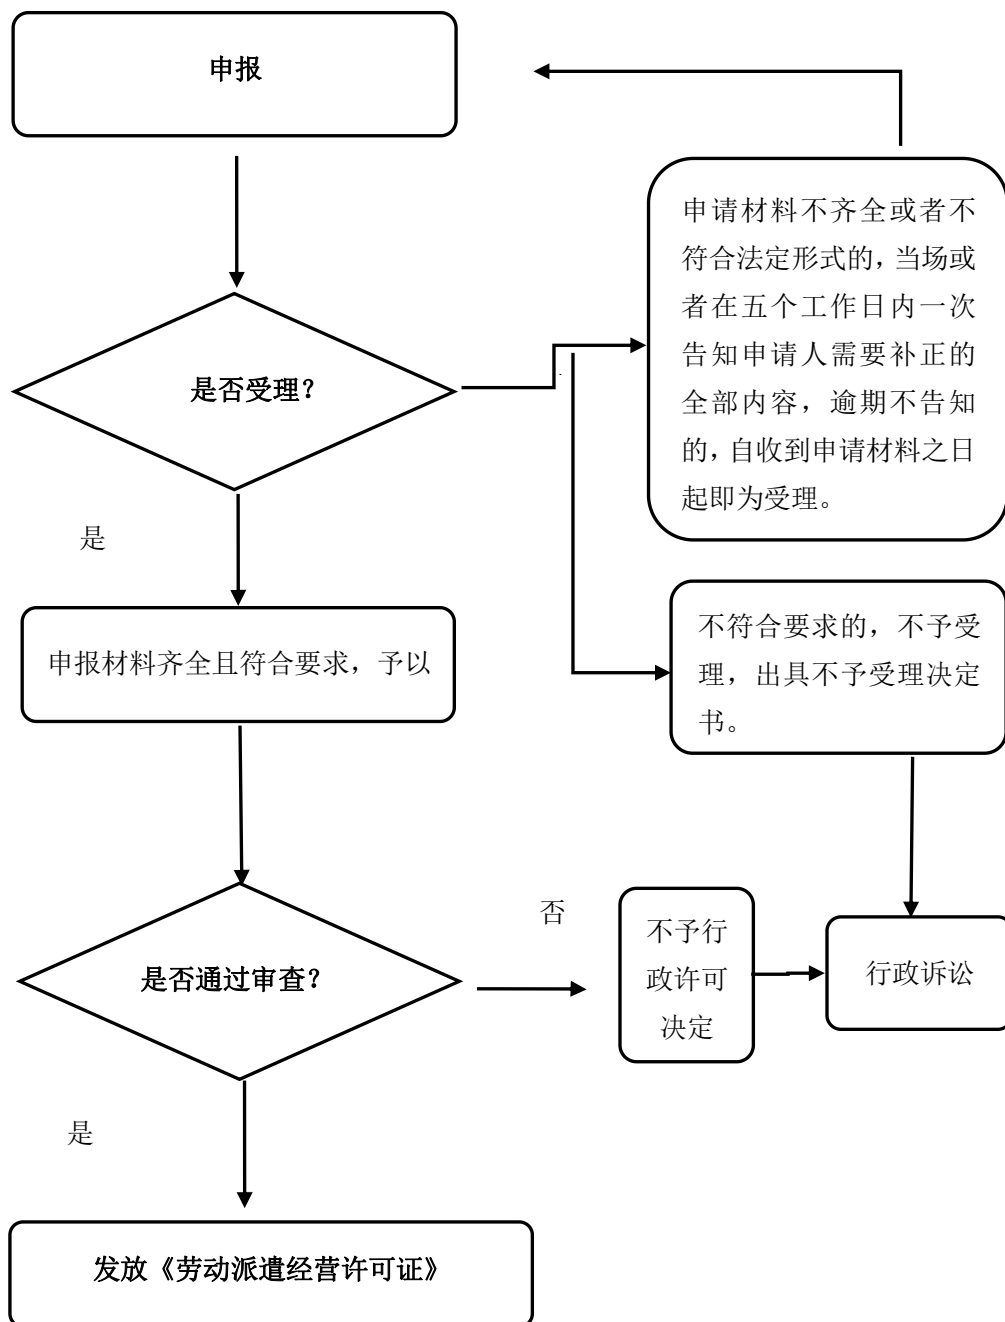 申报
申请材料不齐全或者不
符合法定形式的，当场或
者在五个工作日内一次
告知申请人需要补正的
全部内容，逾期不告知
的，自收到申请材料之日
起即为受理。
是否受理？
是
申报材料齐全且符合要求，予以
不符合要求的，不予受
理，出具不予受理决定
书。
否
不予行
政许可
决定
行政诉讼
是否通过审查？
是
发放《劳动派遣经营许可证》